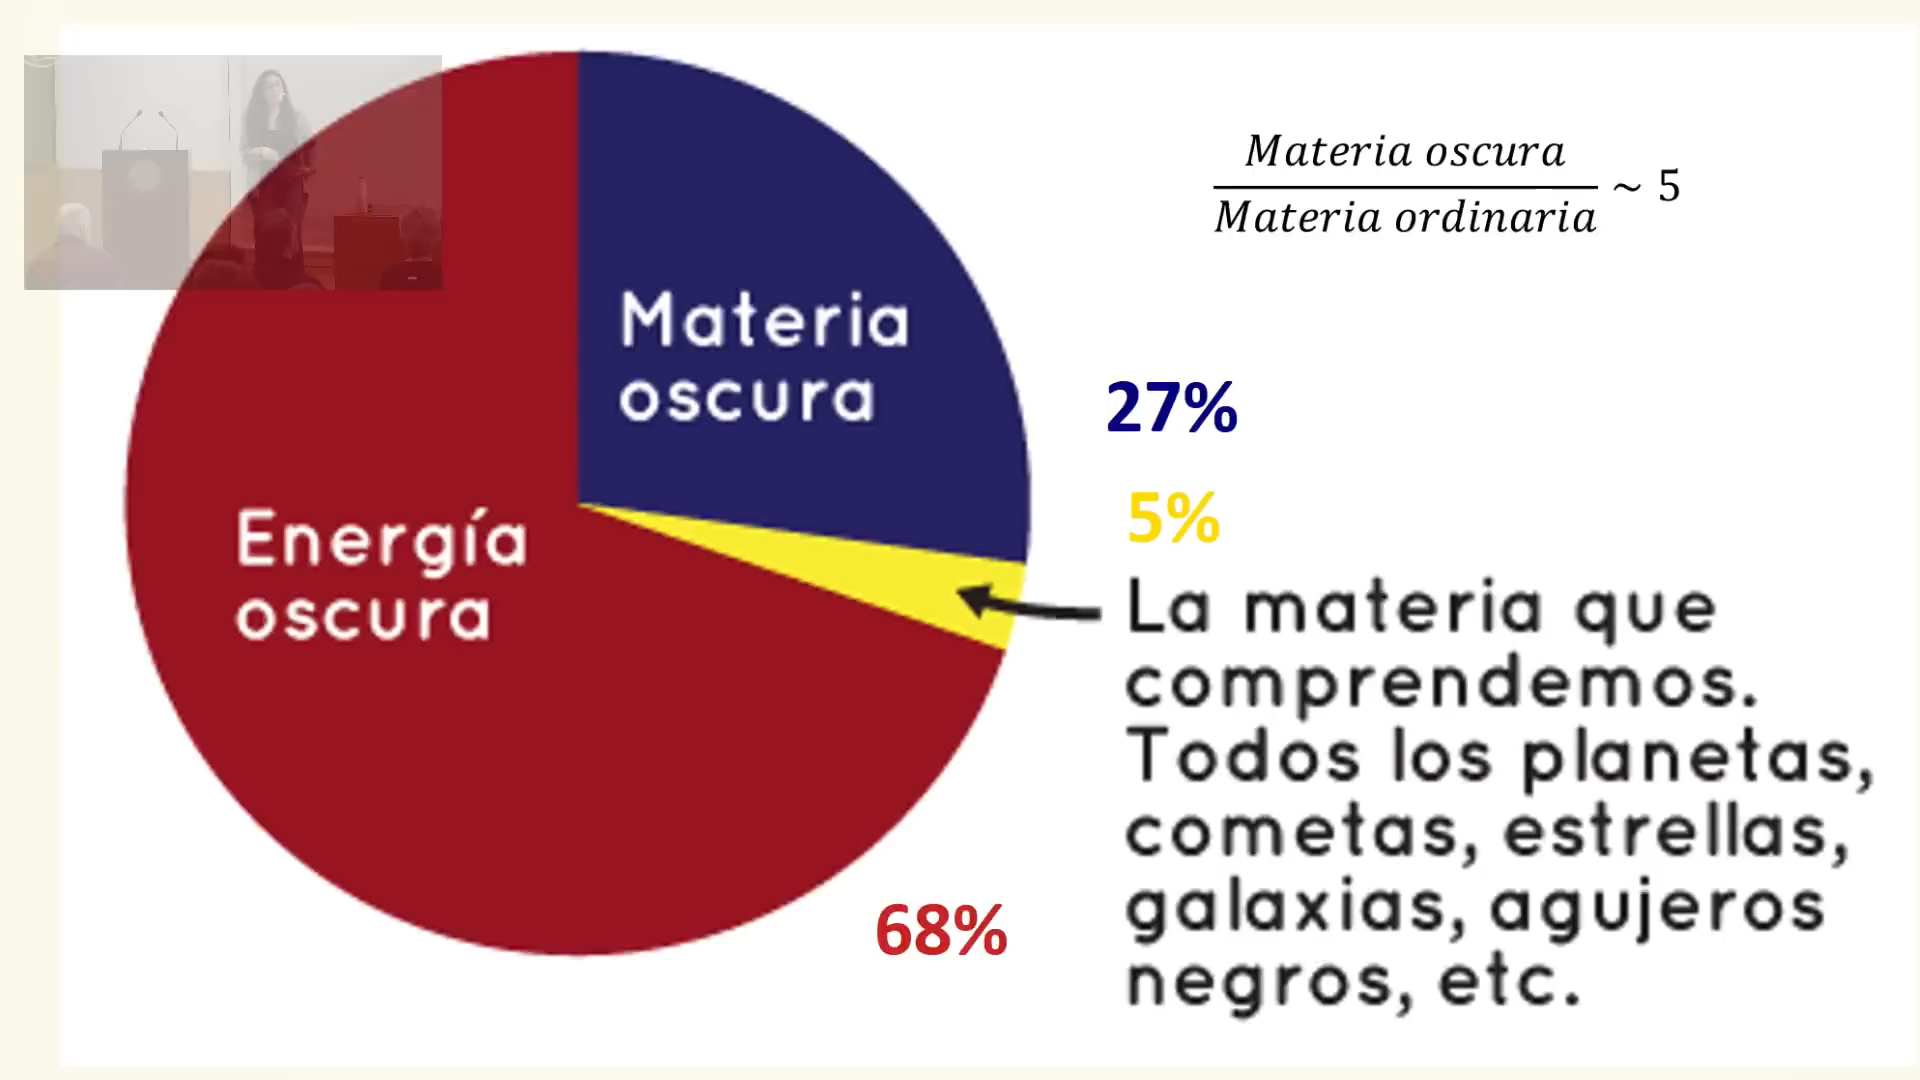 Materia oscura
Materia ordinaria
~ 5
Materia
oscura
27%
5%
Energía
oscura
La materia que
comprendemos.
Todos los planetas,
cometas, estrellas,
galaxias, agujeros
negros, etc.
68%